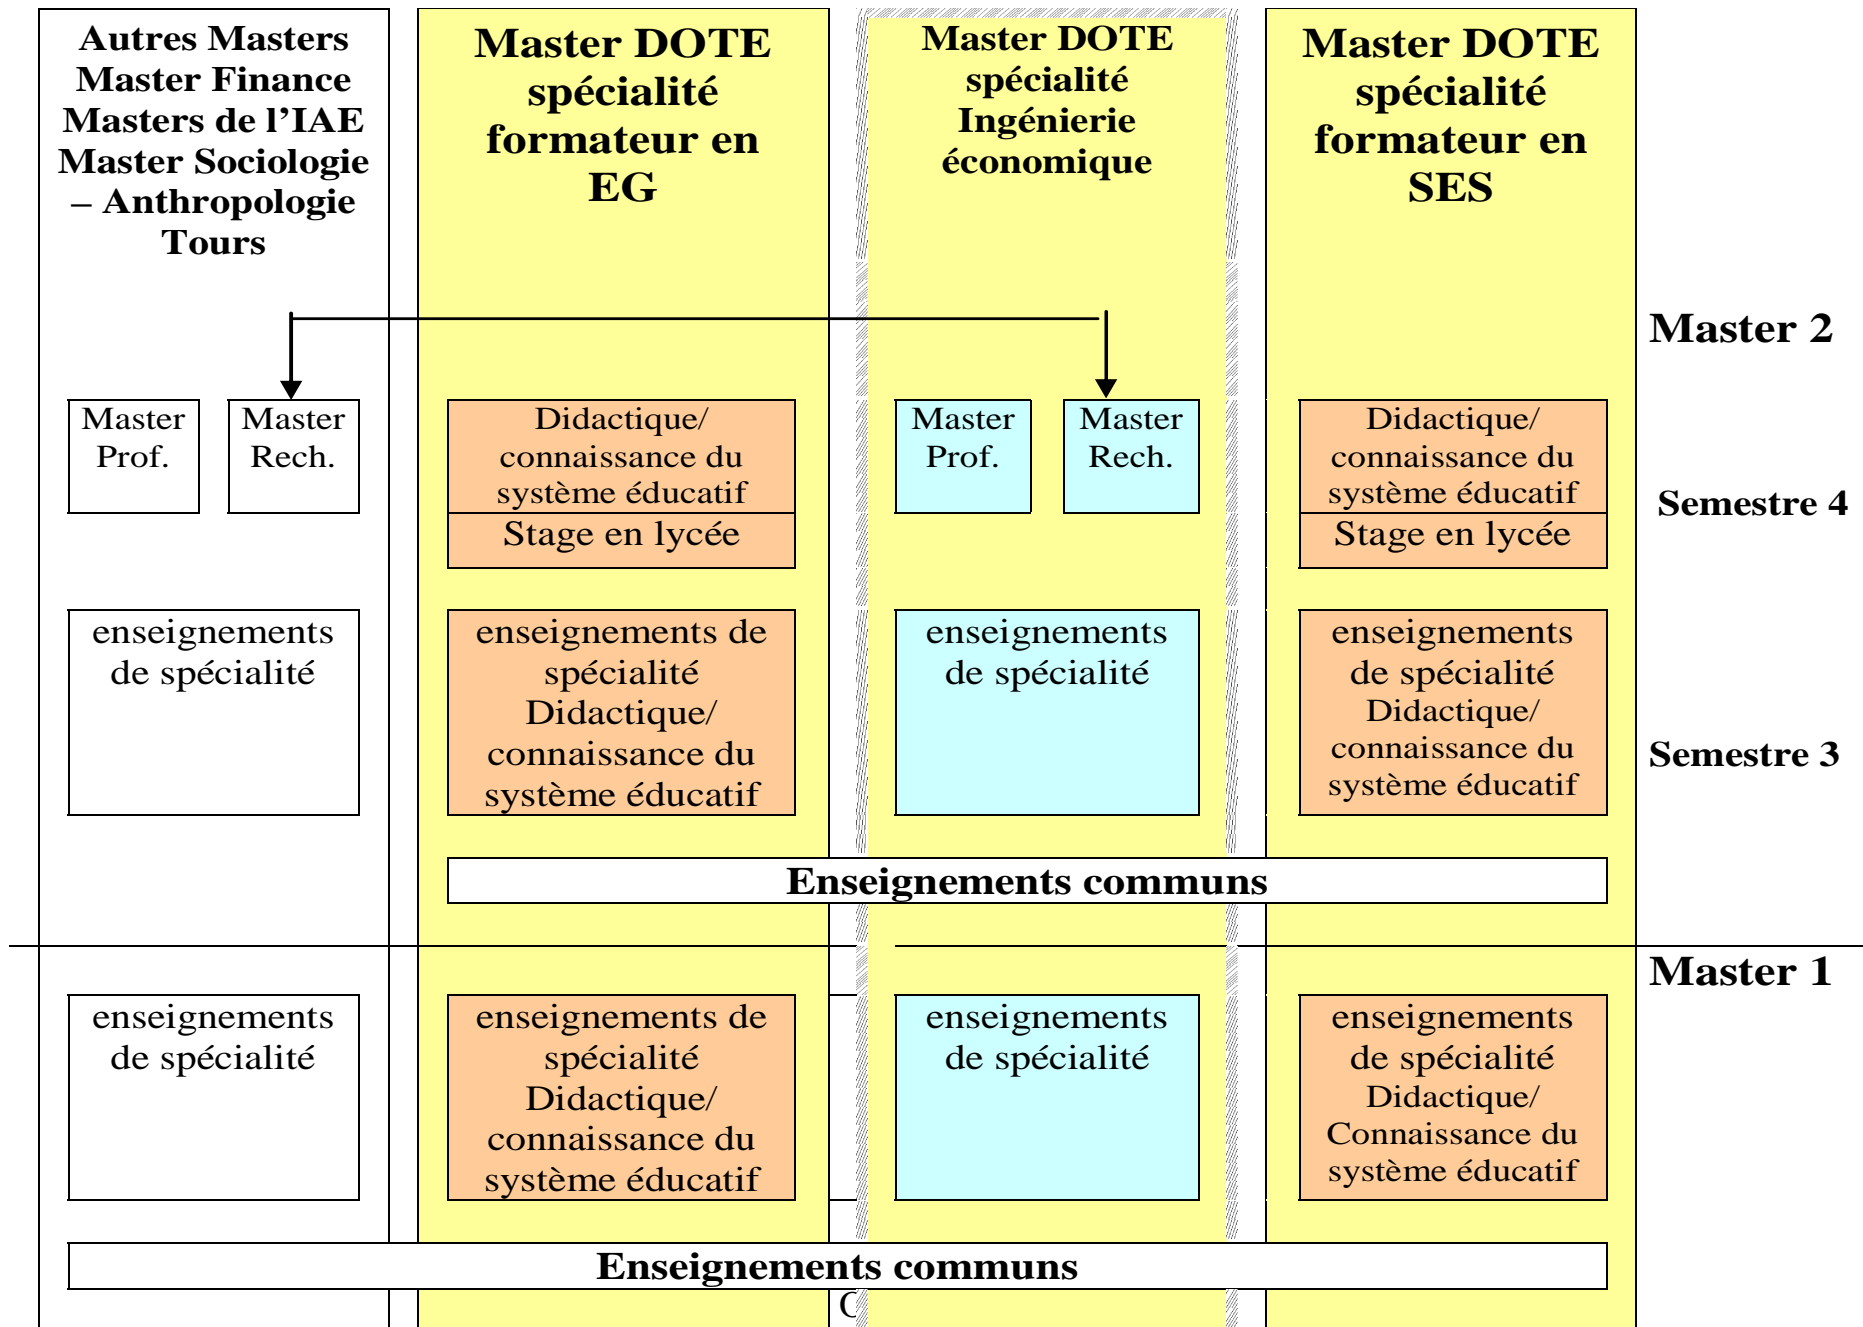 Autres Masters
Master Finance
Masters de l'IAE
Master Sociologie
– Anthropologie
Tours
Master DOTE
spécialité
formateur en
EG
Master DOTE
spécialité
Ingénierie
économique
Master DOTE
spécialité
formateur en
SES
Master 2
Master
Prof.
Master
Rech.
Didactique/
connaissance du
système éducatif
Stage en lycée
Master
Prof.
Master
Rech.
Didactique/
connaissance du
système éducatif
Stage en lycée
Semestre 4
enseignements
de spécialité
enseignements de
spécialité
Didactique/
connaissance du
système éducatif
enseignements
de spécialité
enseignements
de spécialité
Didactique/
connaissance du
système éducatif
Semestre 3
Enseignements communs
Master 1
enseignements
de spécialité
enseignements de
spécialité
Didactique/
connaissance du
système éducatif
enseignements
de spécialité
enseignements
de spécialité
Didactique/
Connaissance du
système éducatif
Enseignements communs